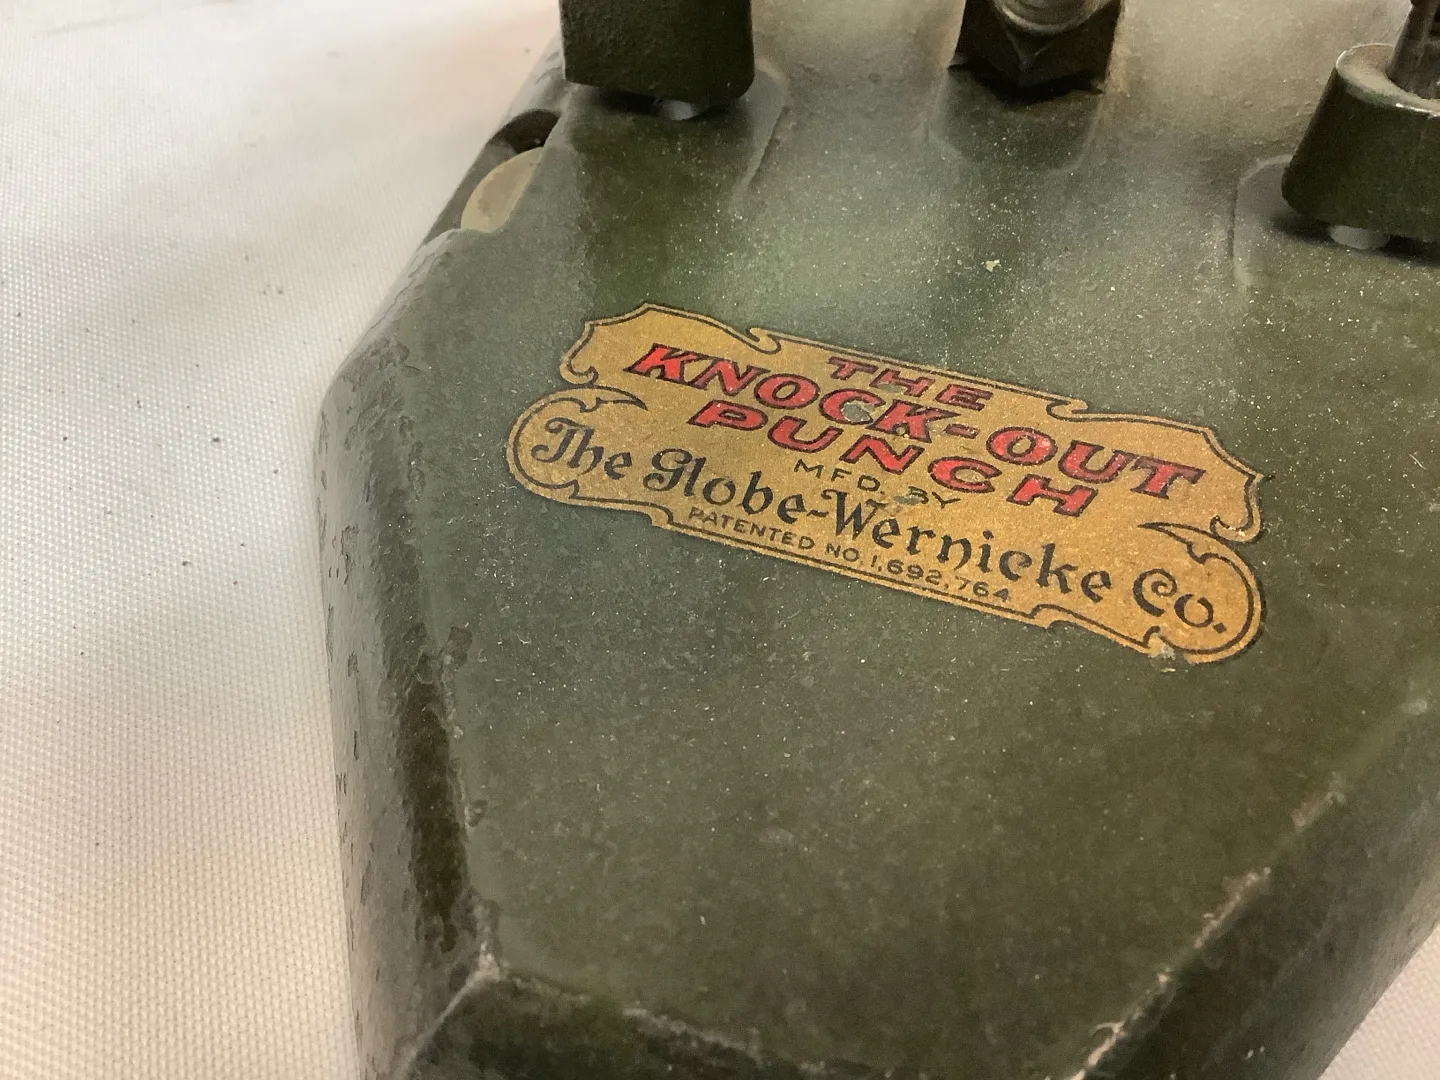 THE
KNOCK-OUT
PUNCH
MFD. BY
The Globe-Wernicke Co.
PATENTED NO. 1,692,764